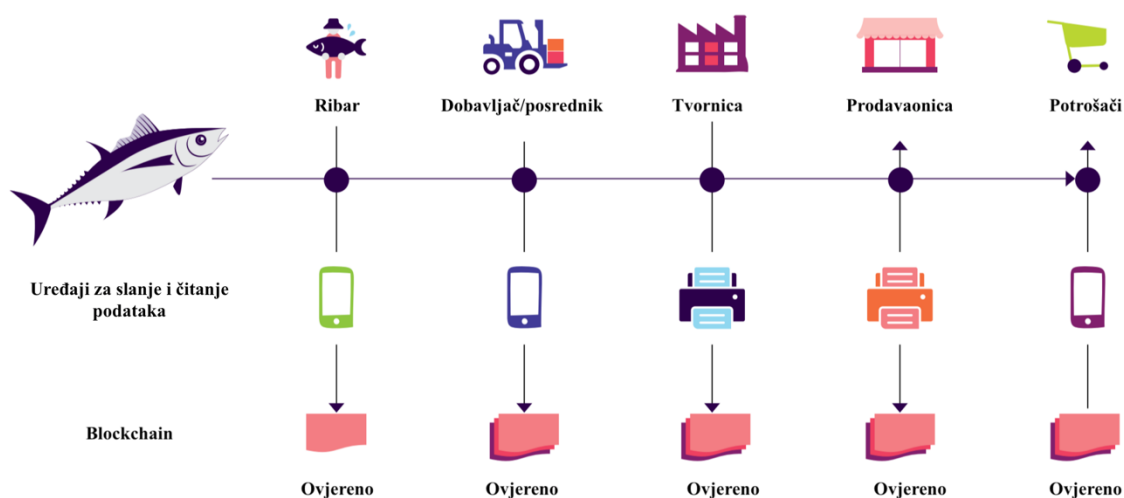 Ribar
Dobavljač/posrednik
Tvornica
Prodavaonica
Potrošači
Uređaji za slanje i čitanje
podataka
Blockchain
Ovjereno
Ovjereno
Ovjereno
Ovjereno
Ovjereno